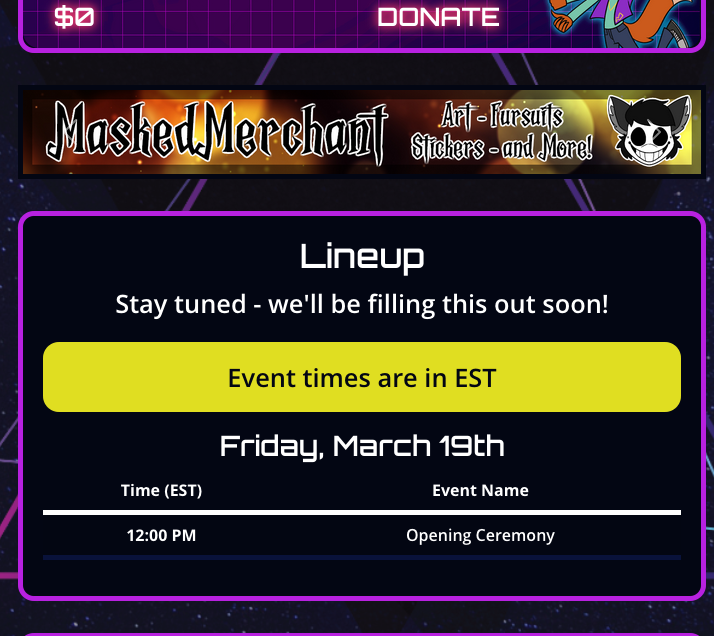 $0 DONATE
MaskedMerchant
Art - Fursuits
Stickers - and More!
Lineup
Stay tuned - we'll be filling this out soon!
Event times are in EST
Friday, March 19th
Time (EST) Event Name
12:00 PM Opening Ceremony